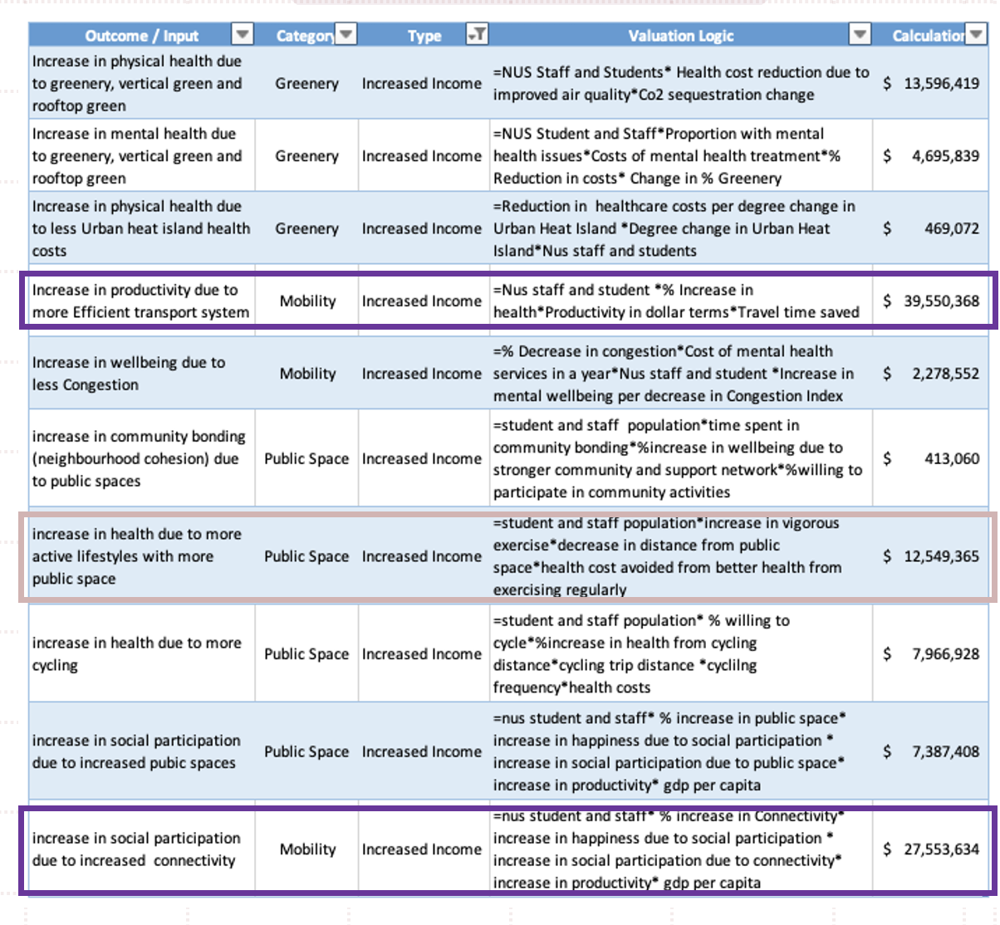 Outcome / Input Category Type Valuation Logic Calculation
Increase in physical health due
to greenery, vertical green and
rooftop green
Greenery
Increased Income
=NUS Staff and Students* Health cost reduction due to
improved air quality*Co2 sequestration change
$ 13,596,419
Increase in mental health due
to greenery, vertical green and
rooftop green
Greenery
Increased Income
=NUS Student and Staff*Proportion with mental
health issues*Costs of mental health treatment*%
Reduction in costs* Change in % Greenery
$ 4,695,839
Increase in physical health due
to less Urban heat island health
costs
Greenery
Increased Income
=Reduction in  healthcare costs per degree change in
Urban Heat Island *Degree change in Urban Heat
Island*Nus staff and students
$ 469,072
Increase in productivity due to
more Efficient transport system
Mobility
Increased Income
=Nus staff and student *% Increase in
health*Productivity in dollar terms*Travel time saved
$ 39,550,368
Increase in wellbeing due to
less Congestion
Mobility
Increased Income
=% Decrease in congestion*Cost of mental health
services in a year*Nus staff and student *Increase in
mental wellbeing per decrease in Congestion Index
$ 2,278,552
increase in community bonding
(neighbourhood cohesion) due
to public spaces
Public Space
Increased Income
=student and staff  population*time spent in
community bonding*%increase in wellbeing due to
stronger community and support network*%willing to
participate in community activities
$ 413,060
increase in health due to more
active lifestyles with more
public space
Public Space
Increased Income
=student and staff population*increase in vigorous
exercise*decrease in distance from public
space*health cost avoided from better health from
exercising regularly
$ 12,549,365
increase in health due to more
cycling
Public Space
Increased Income
=student and staff population* % willing to
cycle*%increase in health from cycling
distance*cycling trip distance *cyclilng
frequency*health costs
$ 7,966,928
increase in social participation
due to increased pubic spaces
Public Space
Increased Income
=nus student and staff* % increase in public space*
increase in happiness due to social participation *
increase in social participation due to public space*
increase in productivity* gdp per capita
$ 7,387,408
increase in social participation
due to increased  connectivity
Mobility
Increased Income
=nus student and staff* % increase in Connectivity*
increase in happiness due to social participation *
increase in social participation due to connectivity*
increase in productivity* gdp per capita
$ 27,553,634